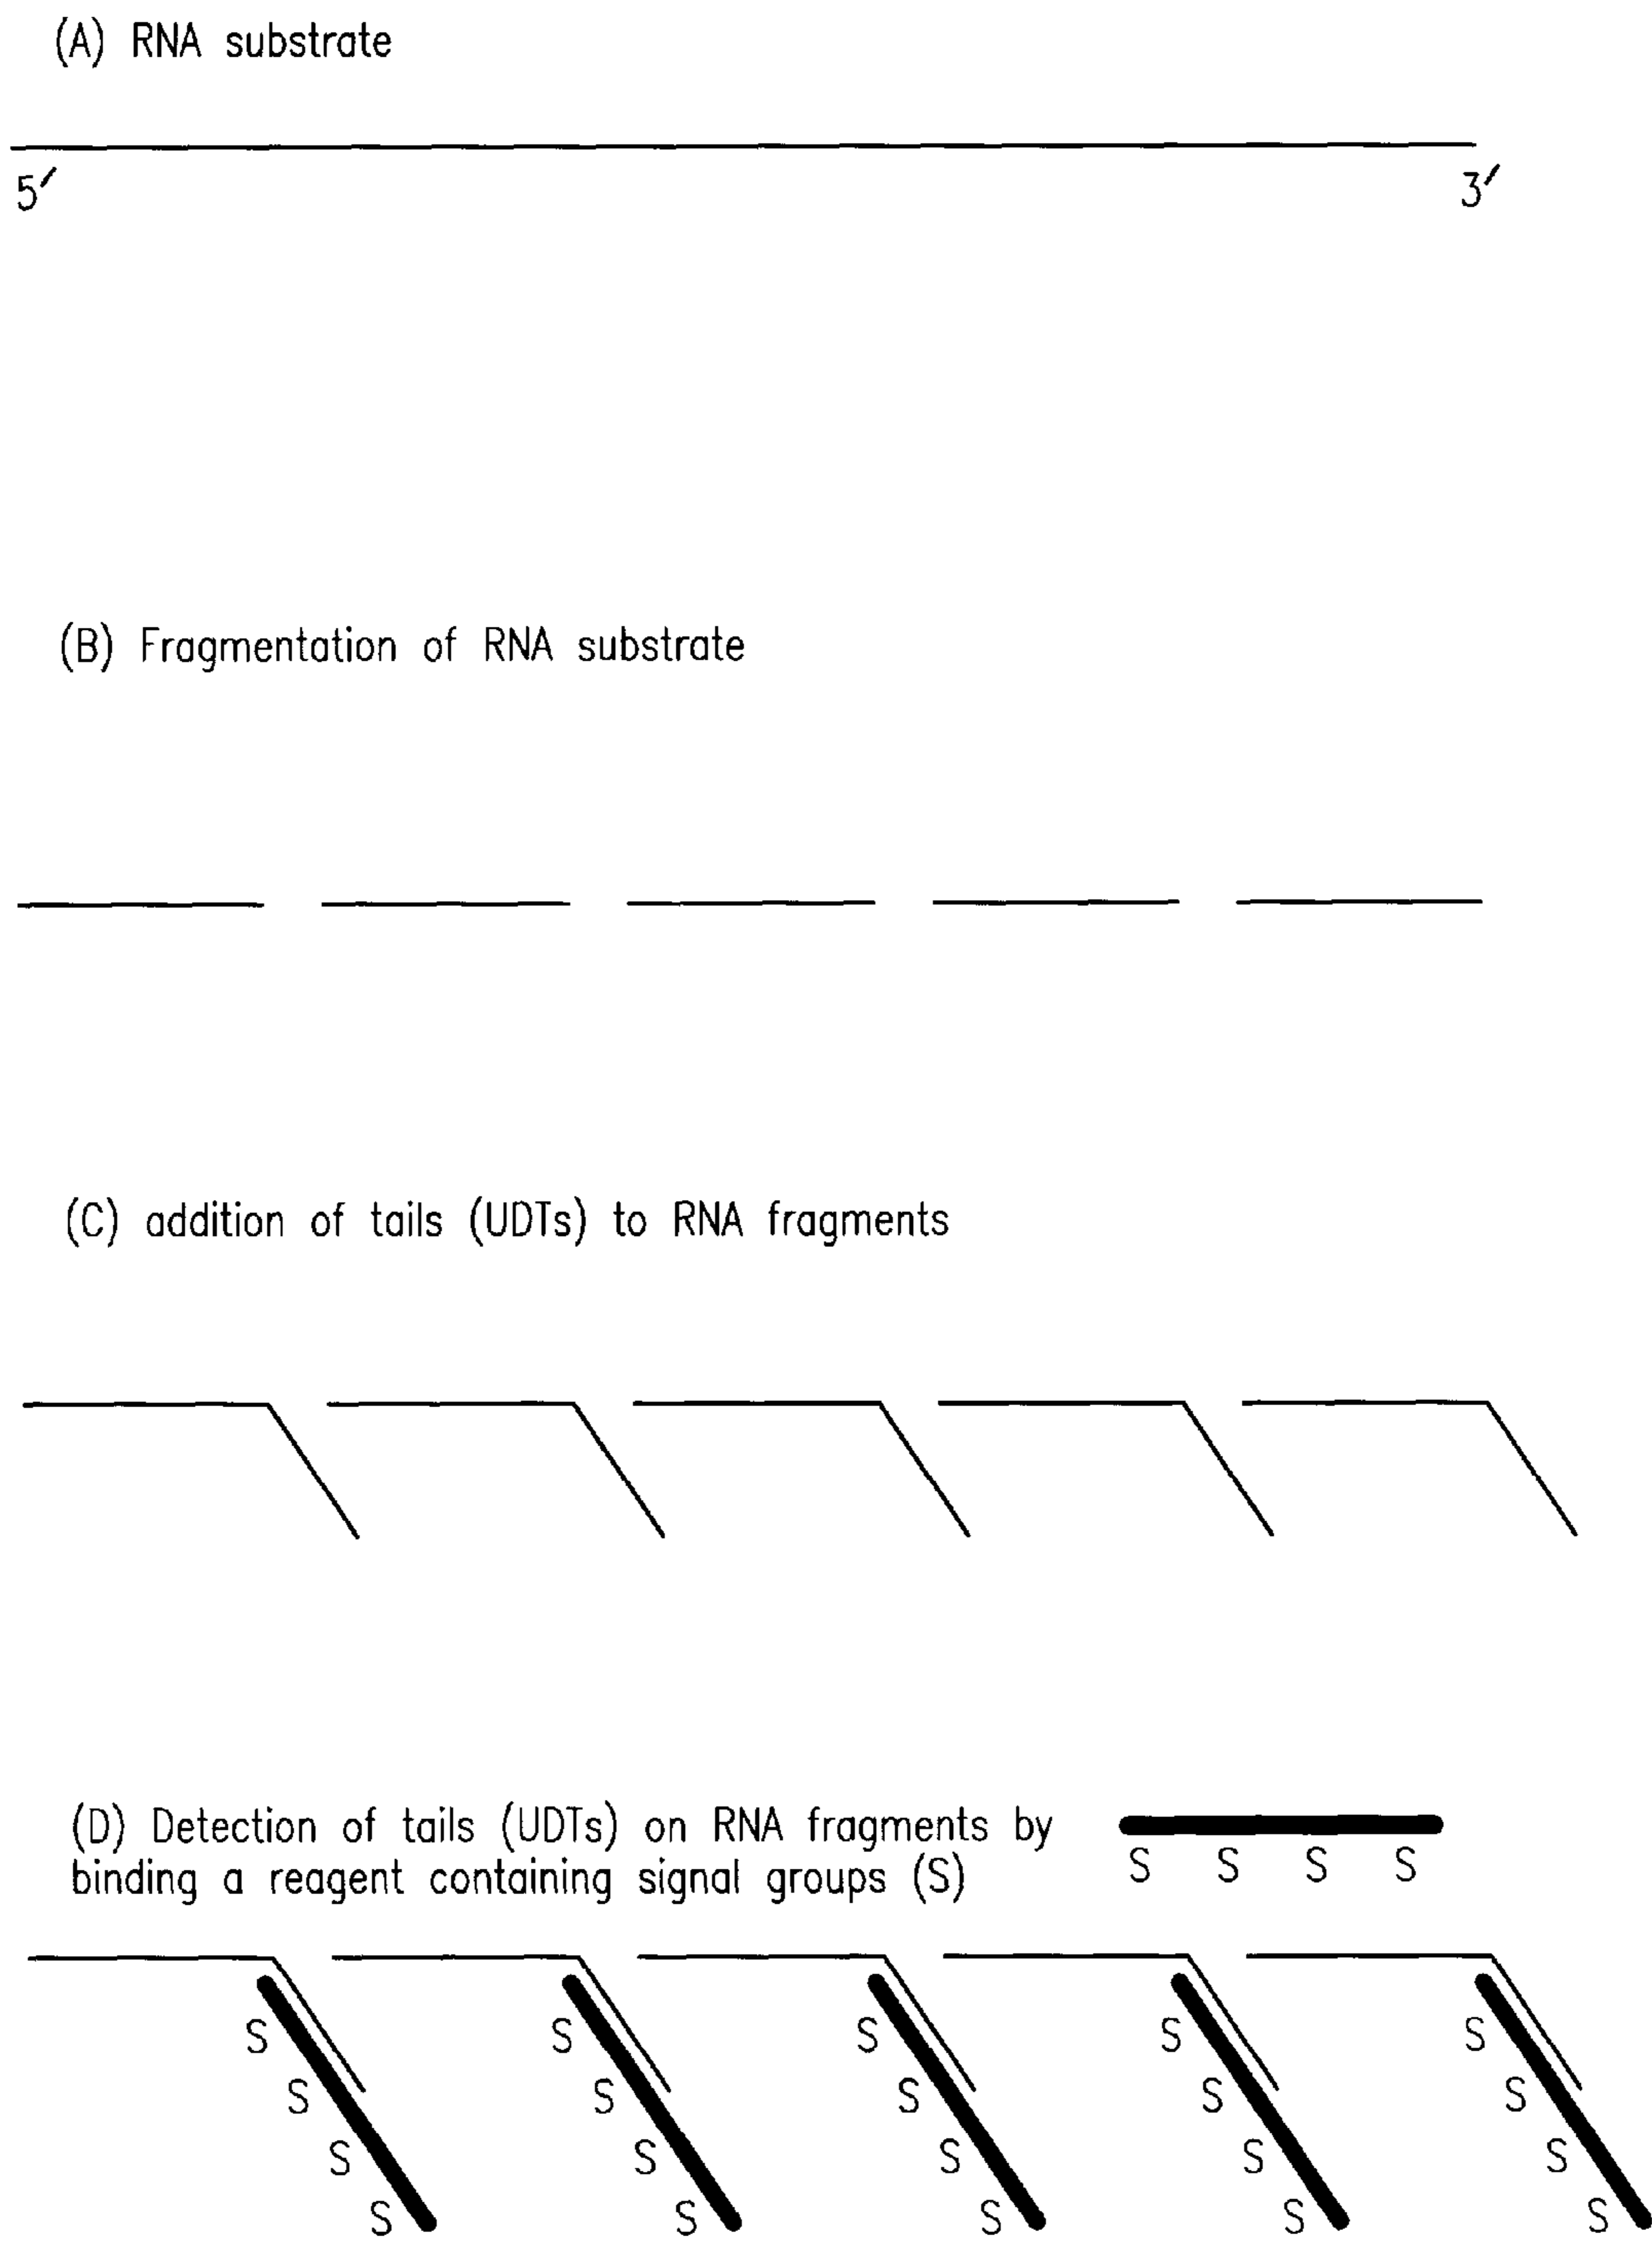 (A) RNA substrate
5′ 3′
(B) Fragmentation of RNA substrate
(C) addition of tails (UDTs) to RNA fragments
(D) Detection of tails (UDTs) on RNA fragments by
binding a reagent containing signal groups (S)
S S S S
S S S S S
S S S S S
S S S S S
S S S S S